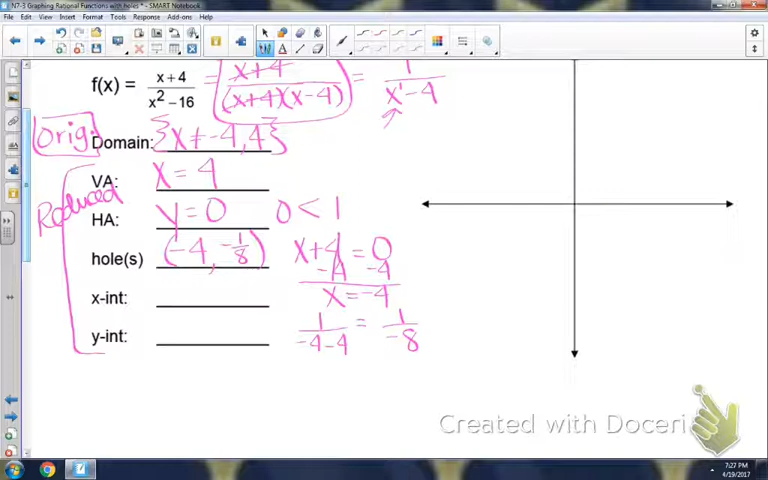 N7-3 Graphing Rational Functions with holes * - SMART Notebook
File Edit View Insert Format Tools Response Add-ons Help
f(x) = x+4 / x² - 16 = x+4 / (x+4)(x-4) = 1 / x¹-4
Orig. Domain: {x ≠ -4, 4}
Reduced
VA: x = 4
HA: y = 0 0 < 1
hole(s) (-4, -1/8) x+4 = 0
-4 -4
x = -4
x-int:
1 / -4-4 = 1 / -8
y-int:
Created with Doceri
7:27 PM
4/19/2017